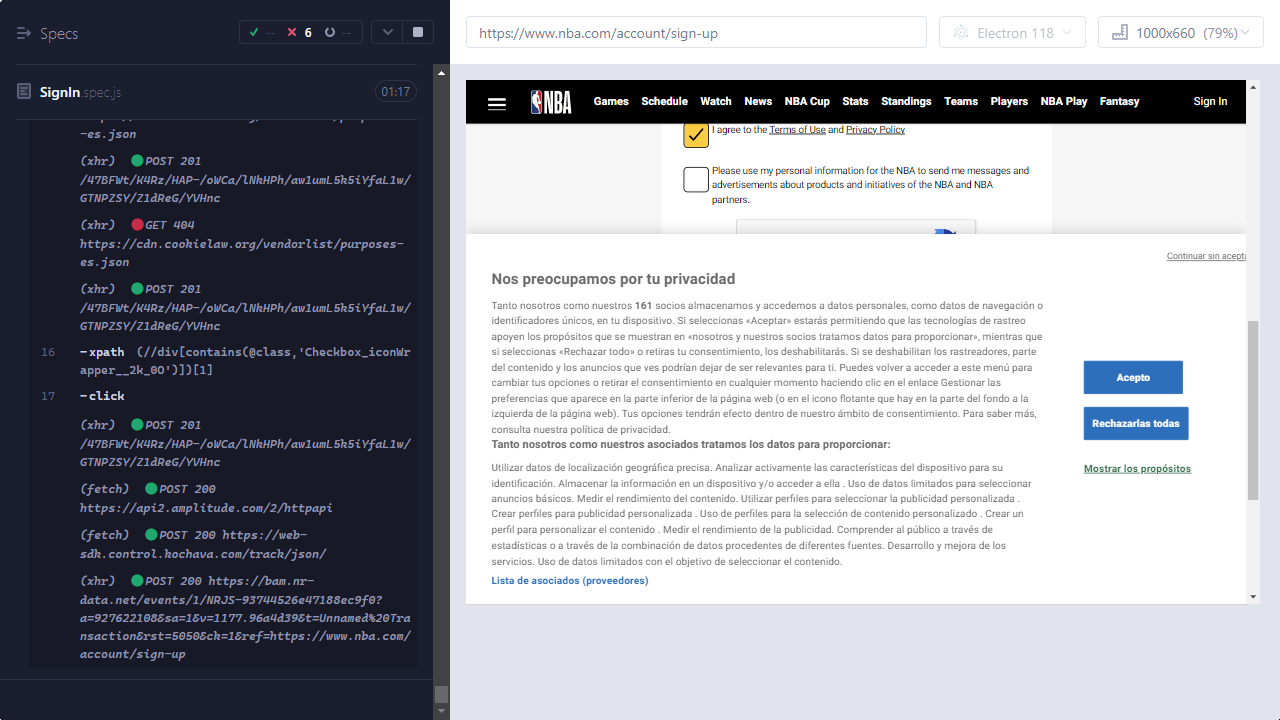 Specs
-- 6 --
SignIn spec.js
01:17
-es.json
(xhr) POST 201
/47BFWt/K4Rz/HAP-/oWCa/lNkHPh/aw1umL5k5iYfaL1w/
GTNPZSY/Z1dReG/YVHnc
(xhr) GET 404
https://cdn.cookielaw.org/vendorlist/purposes-
es.json
(xhr) POST 201
/47BFWt/K4Rz/HAP-/oWCa/lNkHPh/aw1umL5k5iYfaL1w/
GTNPZSY/Z1dReG/YVHnc
16 -xpath (//div[contains(@class,'Checkbox_iconWr
apper__2k_0O')])[1]
17 -click
(xhr) POST 201
/47BFWt/K4Rz/HAP-/oWCa/lNkHPh/aw1umL5k5iYfaL1w/
GTNPZSY/Z1dReG/YVHnc
(fetch) POST 200
https://api2.amplitude.com/2/httpapi
(fetch) POST 200 https://web-
sdk.control.kochava.com/track/json/
(xhr) POST 200 https://bam.nr-
data.net/events/1/NRJS-93744526e47188ec9f0?
a=927622108&sa=1&v=1177.96a4d39&t=Unnamed%20Tra
nsaction&rst=5050&ck=1&ref=https://www.nba.com/
account/sign-up
https://www.nba.com/account/sign-up
Electron 118
1000x660 (79%)
NBA Games Schedule Watch News NBA Cup Stats Standings Teams Players NBA Play Fantasy Sign In
I agree to the Terms of Use and Privacy Policy
Please use my personal information for the NBA to send me messages and
advertisements about products and initiatives of the NBA and NBA
partners.
Continuar sin acepta
Nos preocupamos por tu privacidad
Tanto nosotros como nuestros 161 socios almacenamos y accedemos a datos personales, como datos de navegación o
identificadores únicos, en tu dispositivo. Si seleccionas «Aceptar» estarás permitiendo que las tecnologías de rastreo
apoyen los propósitos que se muestran en «nosotros y nuestros socios tratamos datos para proporcionar», mientras que
si seleccionas «Rechazar todo» o retiras tu consentimiento, los deshabilitarás. Si se deshabilitan los rastreadores, parte
del contenido y los anuncios que ves podrían dejar de ser relevantes para ti. Puedes volver a acceder a este menú para
cambiar tus opciones o retirar el consentimiento en cualquier momento haciendo clic en el enlace Gestionar las
preferencias que aparece en la parte inferior de la página web (o en el icono flotante que hay en la parte del fondo a la
izquierda de la página web). Tus opciones tendrán efecto dentro de nuestro ámbito de consentimiento. Para saber más,
consulta nuestra política de privacidad.
Tanto nosotros como nuestros asociados tratamos los datos para proporcionar:
Utilizar datos de localización geográfica precisa. Analizar activamente las características del dispositivo para su
identificación. Almacenar la información en un dispositivo y/o acceder a ella . Uso de datos limitados para seleccionar
anuncios básicos. Medir el rendimiento del contenido. Utilizar perfiles para seleccionar la publicidad personalizada .
Crear perfiles para publicidad personalizada . Uso de perfiles para la selección de contenido personalizado . Crear un
perfil para personalizar el contenido . Medir el rendimiento de la publicidad. Comprender al público a través de
estadísticas o a través de la combinación de datos procedentes de diferentes fuentes. Desarrollo y mejora de los
servicios. Uso de datos limitados con el objetivo de seleccionar el contenido.
Lista de asociados (proveedores)
Acepto
Rechazarlas todas
Mostrar los propósitos